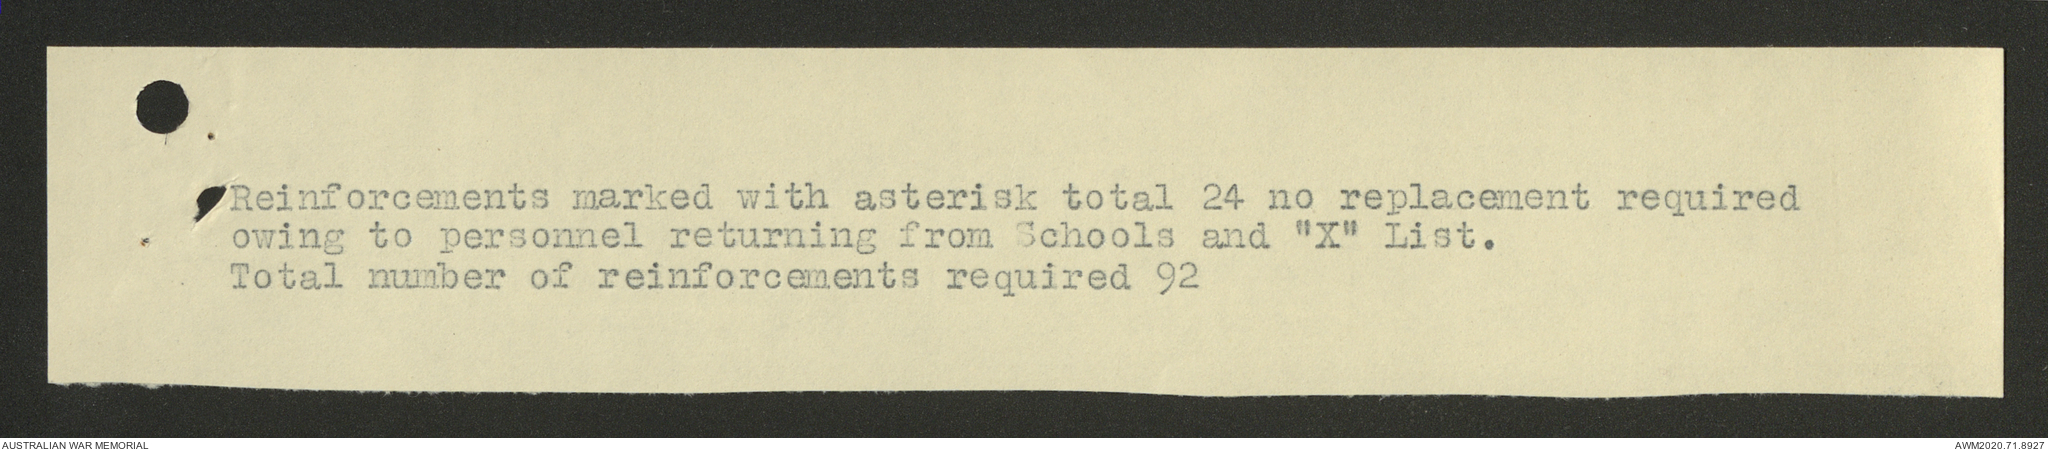 Reinforcements marked with asterisk total 24 no replacement required
owing to personnel returning from Schools and "X" List.
Total number of reinforcements required 92
AUSTRALIAN WAR MEMORIAL
AWM2020.71.8927